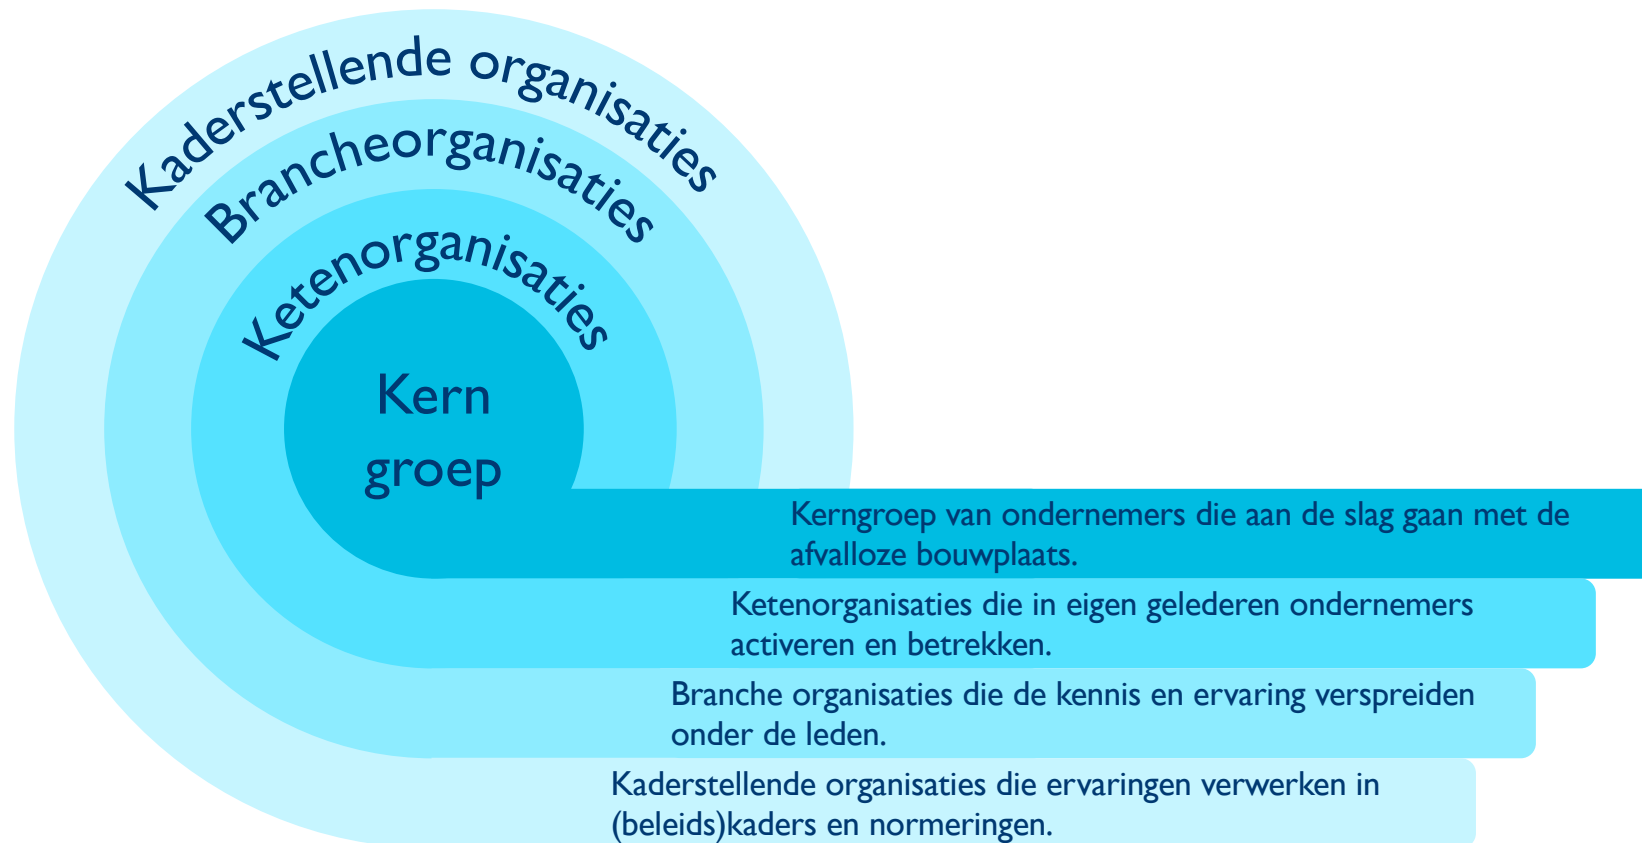 Kaderstellende organisaties
Brancheorganisaties
Ketenorganisaties
Kern
groep
Kerngroep van ondernemers die aan de slag gaan met de
afvalloze bouwplaats.
Ketenorganisaties die in eigen gelederen ondernemers
activeren en betrekken.
Branche organisaties die de kennis en ervaring verspreiden
onder de leden.
Kaderstellende organisaties die ervaringen verwerken in
(beleids)kaders en normeringen.